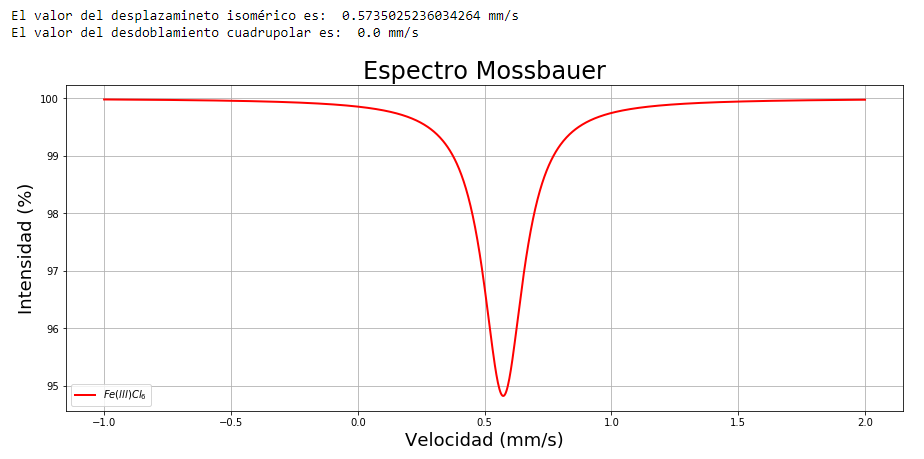 El valor del desplazamineto isomérico es:  0.5735025236034264 mm/s
El valor del desdoblamiento cuadrupolar es:  0.0 mm/s
Espectro Mossbauer
Intensidad (%)
100
99
98
97
96
95
Fe(III)Cl₆
−1.0 −0.5 0.0 0.5 1.0 1.5 2.0
Velocidad (mm/s)